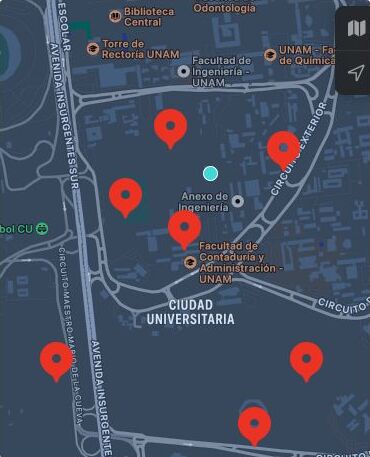 Odontología
Biblioteca
Central
ESCOLAR
Torre de
Rectoría UNAM
UNAM - Fa
de Química
Facultad de
Ingeniería -
UNAM
AVENIDA INSURGENTES SUR
CIRCUITO EXTERIOR
Anexo de
Ingeniería
bol CU
Facultad de
Contaduría y
Administración -
UNAM
CIRCUITO MAESTRO MARIO DE LA CUEVA
CIUDAD
UNIVERSITARIA
CIRCUITO
AVENIDA INSURGENT